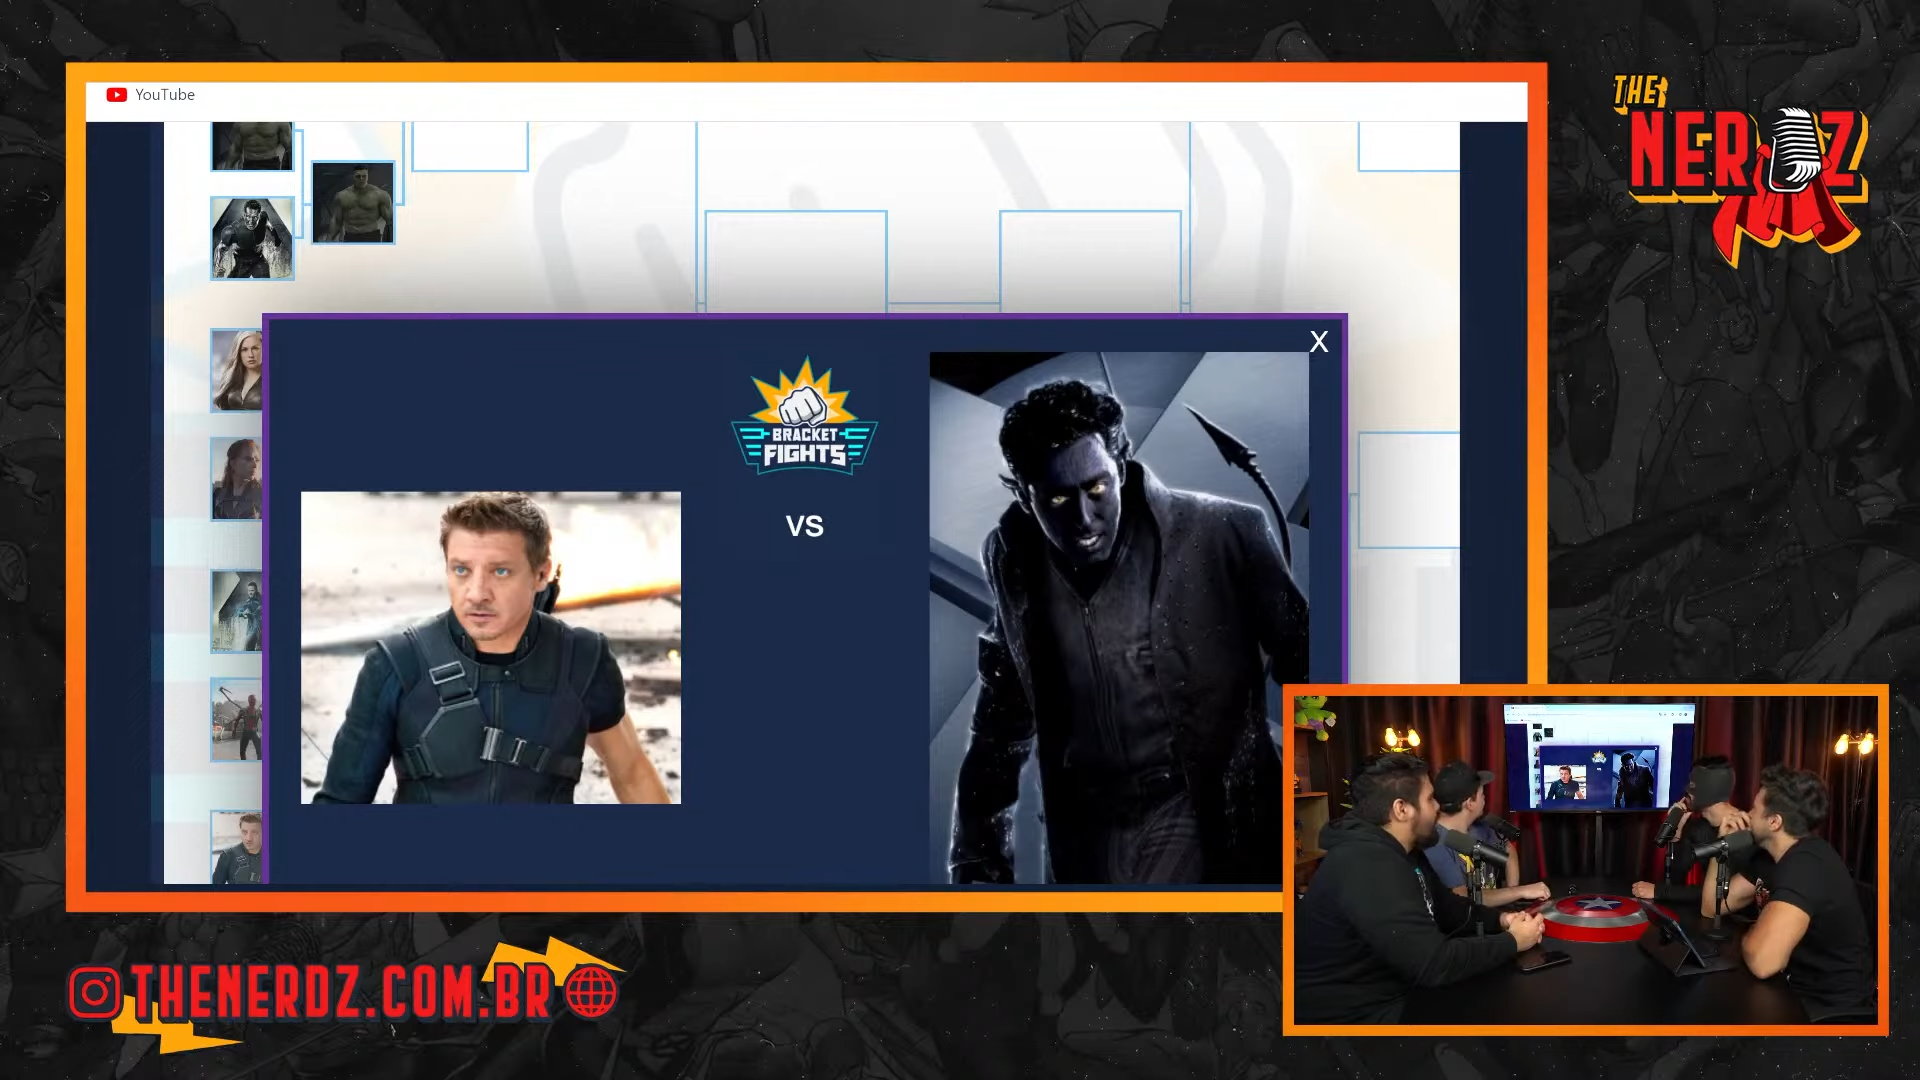 YouTube
THE
NERDZ
X
BRACKET
FIGHTS
VS
THENERDZ.COM.BR